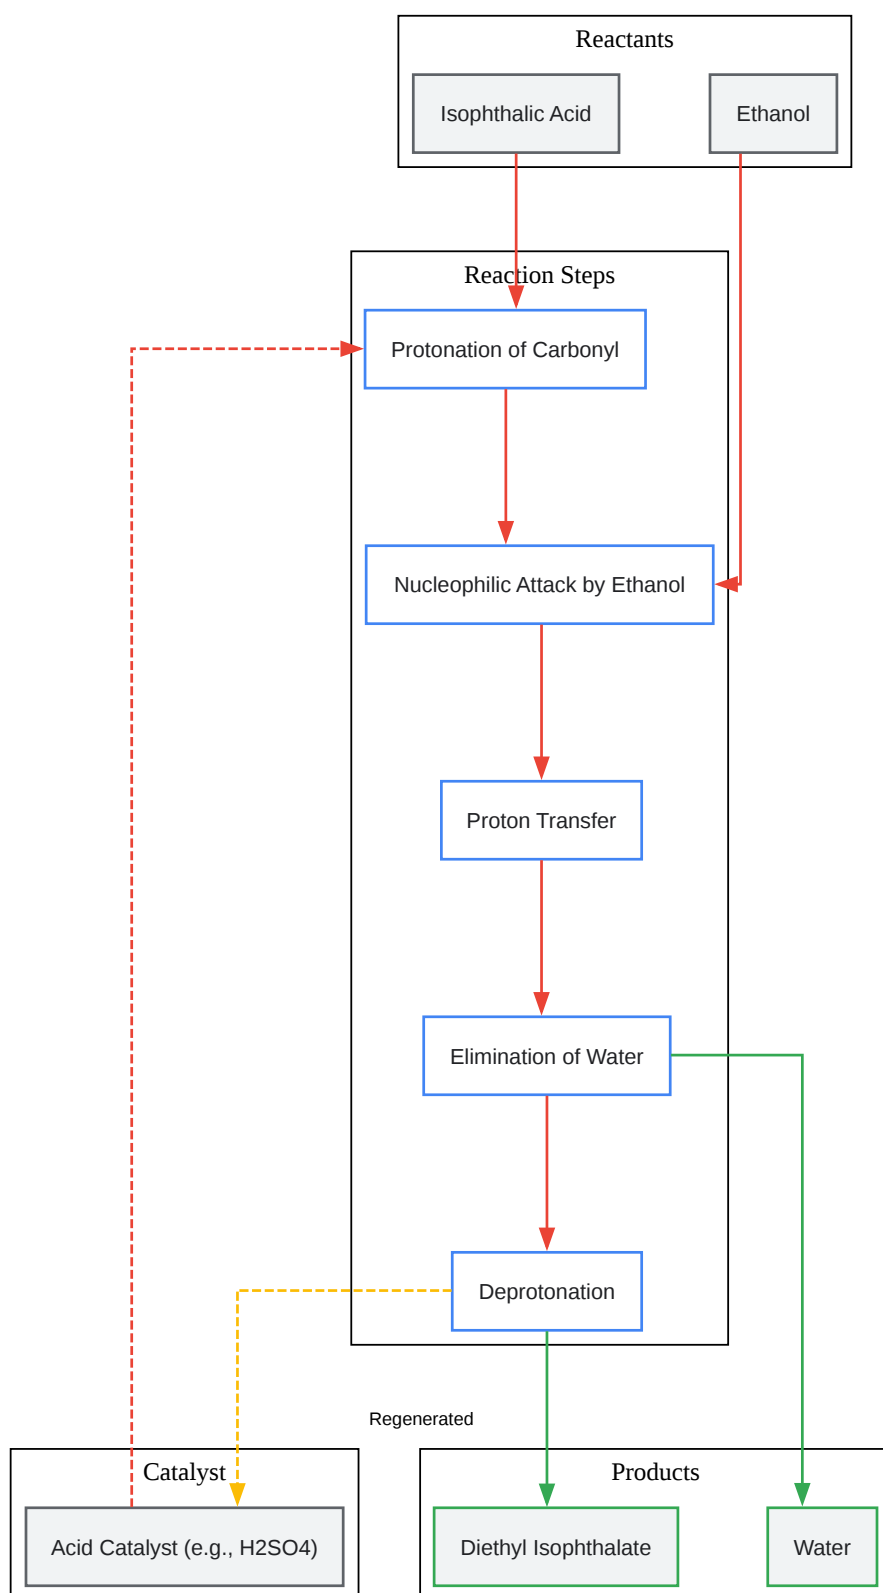 Reactants
Isophthalic Acid
Ethanol
Reaction Steps
Protonation of Carbonyl
Nucleophilic Attack by Ethanol
Proton Transfer
Elimination of Water
Deprotonation
Regenerated
Catalyst
Acid Catalyst (e.g., H2SO4)
Products
Diethyl Isophthalate
Water